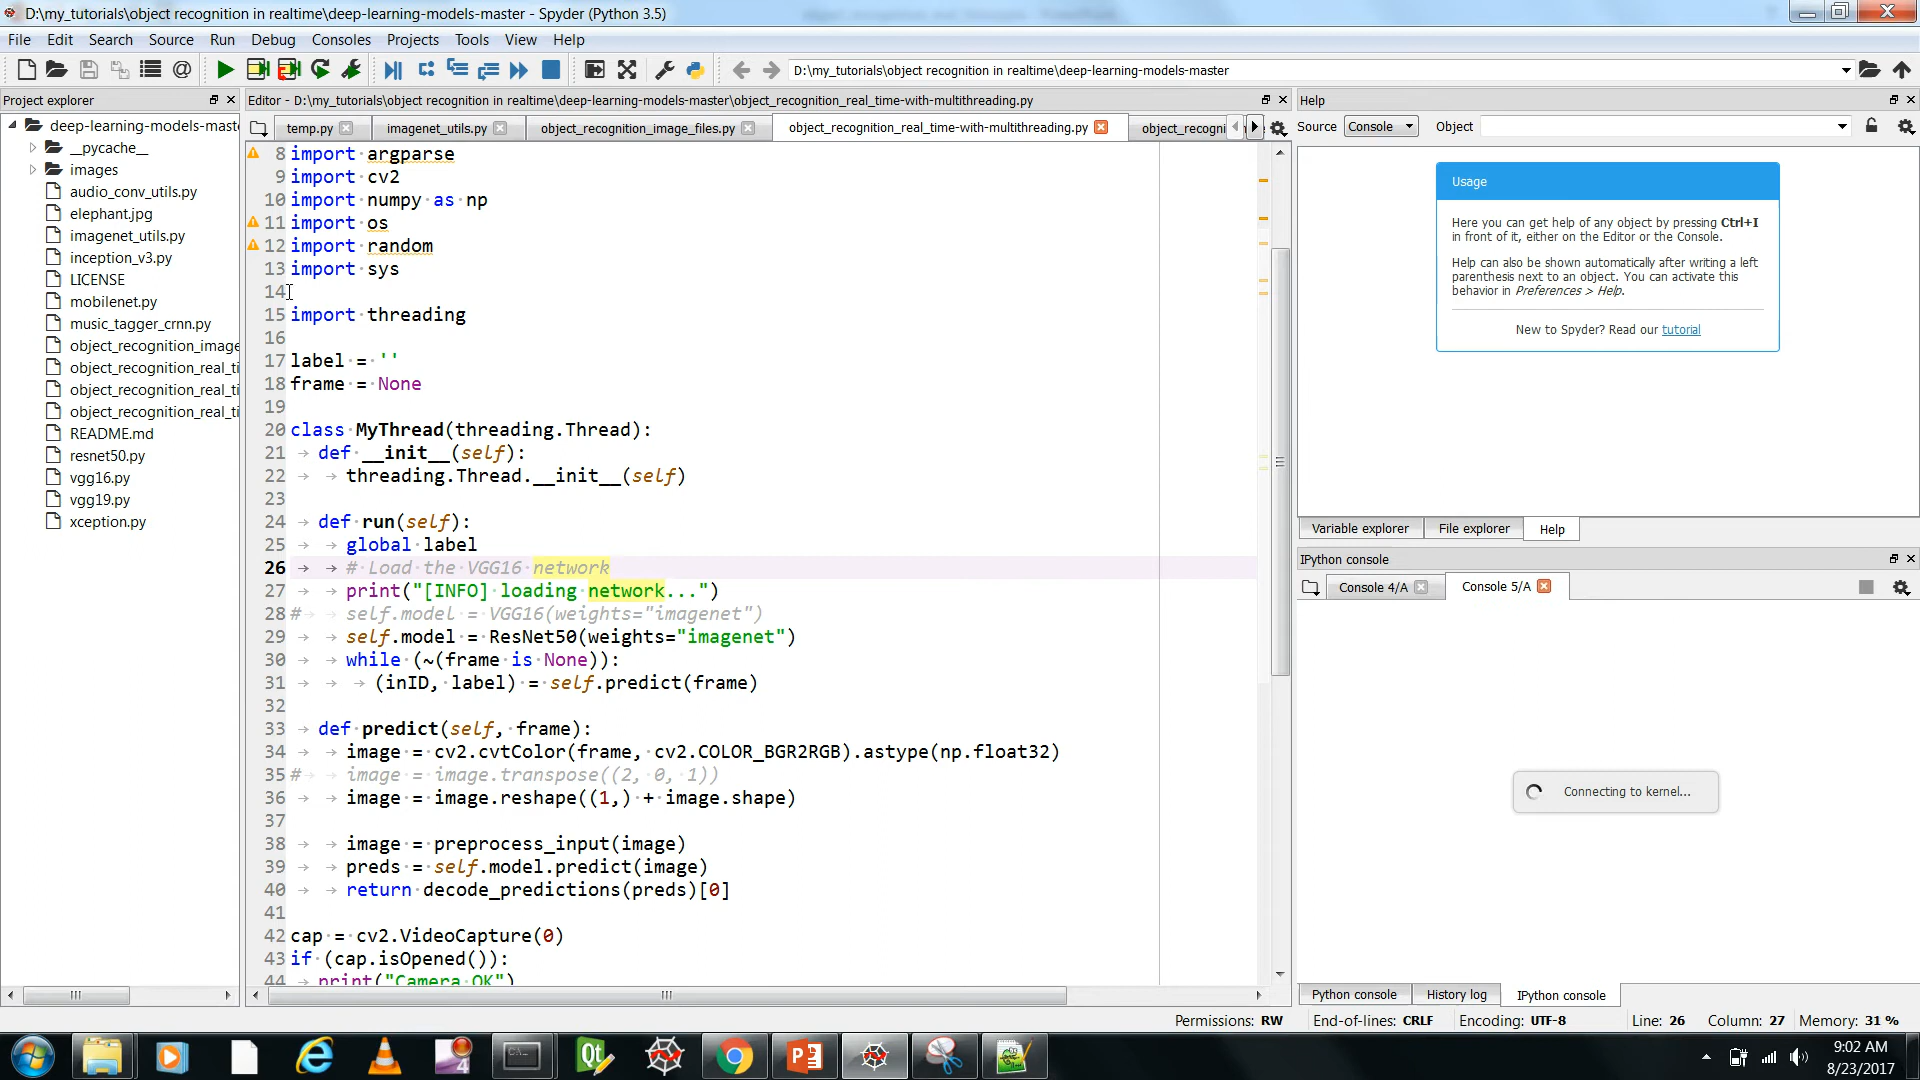 D:\my_tutorials\object recognition in realtime\deep-learning-models-master - Spyder (Python 3.5)
File Edit Search Source Run Debug Consoles Projects Tools View Help
D:\my_tutorials\object recognition in realtime\deep-learning-models-master
Project explorer
deep-learning-models-maste
__pycache__
images
audio_conv_utils.py
elephant.jpg
imagenet_utils.py
inception_v3.py
LICENSE
mobilenet.py
music_tagger_crnn.py
object_recognition_image
object_recognition_real_ti
object_recognition_real_ti
object_recognition_real_ti
README.md
resnet50.py
vgg16.py
vgg19.py
xception.py
Editor - D:\my_tutorials\object recognition in realtime\deep-learning-models-master\object_recognition_real_time-with-multithreading.py
temp.py imagenet_utils.py object_recognition_image_files.py object_recognition_real_time-with-multithreading.py object_recogni
8 import argparse
9 import cv2
10 import numpy as np
11 import os
12 import random
13 import sys
14
15 import threading
16
17 label = ''
18 frame = None
19
20 class MyThread(threading.Thread):
21 def __init__(self):
22 threading.Thread.__init__(self)
23
24 def run(self):
25 global label
26 # Load the VGG16 network
27 print("[INFO] loading network...")
28 # self.model = VGG16(weights="imagenet")
29 self.model = ResNet50(weights="imagenet")
30 while (~(frame is None)):
31 (inID, label) = self.predict(frame)
32
33 def predict(self, frame):
34 image = cv2.cvtColor(frame, cv2.COLOR_BGR2RGB).astype(np.float32)
35 # image = image.transpose((2, 0, 1))
36 image = image.reshape((1,) + image.shape)
37
38 image = preprocess_input(image)
39 preds = self.model.predict(image)
40 return decode_predictions(preds)[0]
41
42 cap = cv2.VideoCapture(0)
43 if (cap.isOpened()):
44 print("Camera OK")
Help
Source Console Object
Usage
Here you can get help of any object by pressing Ctrl+I
in front of it, either on the Editor or the Console.
Help can also be shown automatically after writing a left
parenthesis next to an object. You can activate this
behavior in Preferences > Help.
New to Spyder? Read our tutorial
Variable explorer File explorer Help
IPython console
Console 4/A Console 5/A
Connecting to kernel...
Python console History log IPython console
Permissions: RW End-of-lines: CRLF Encoding: UTF-8 Line: 26 Column: 27 Memory: 31 %
9:02 AM
8/23/2017